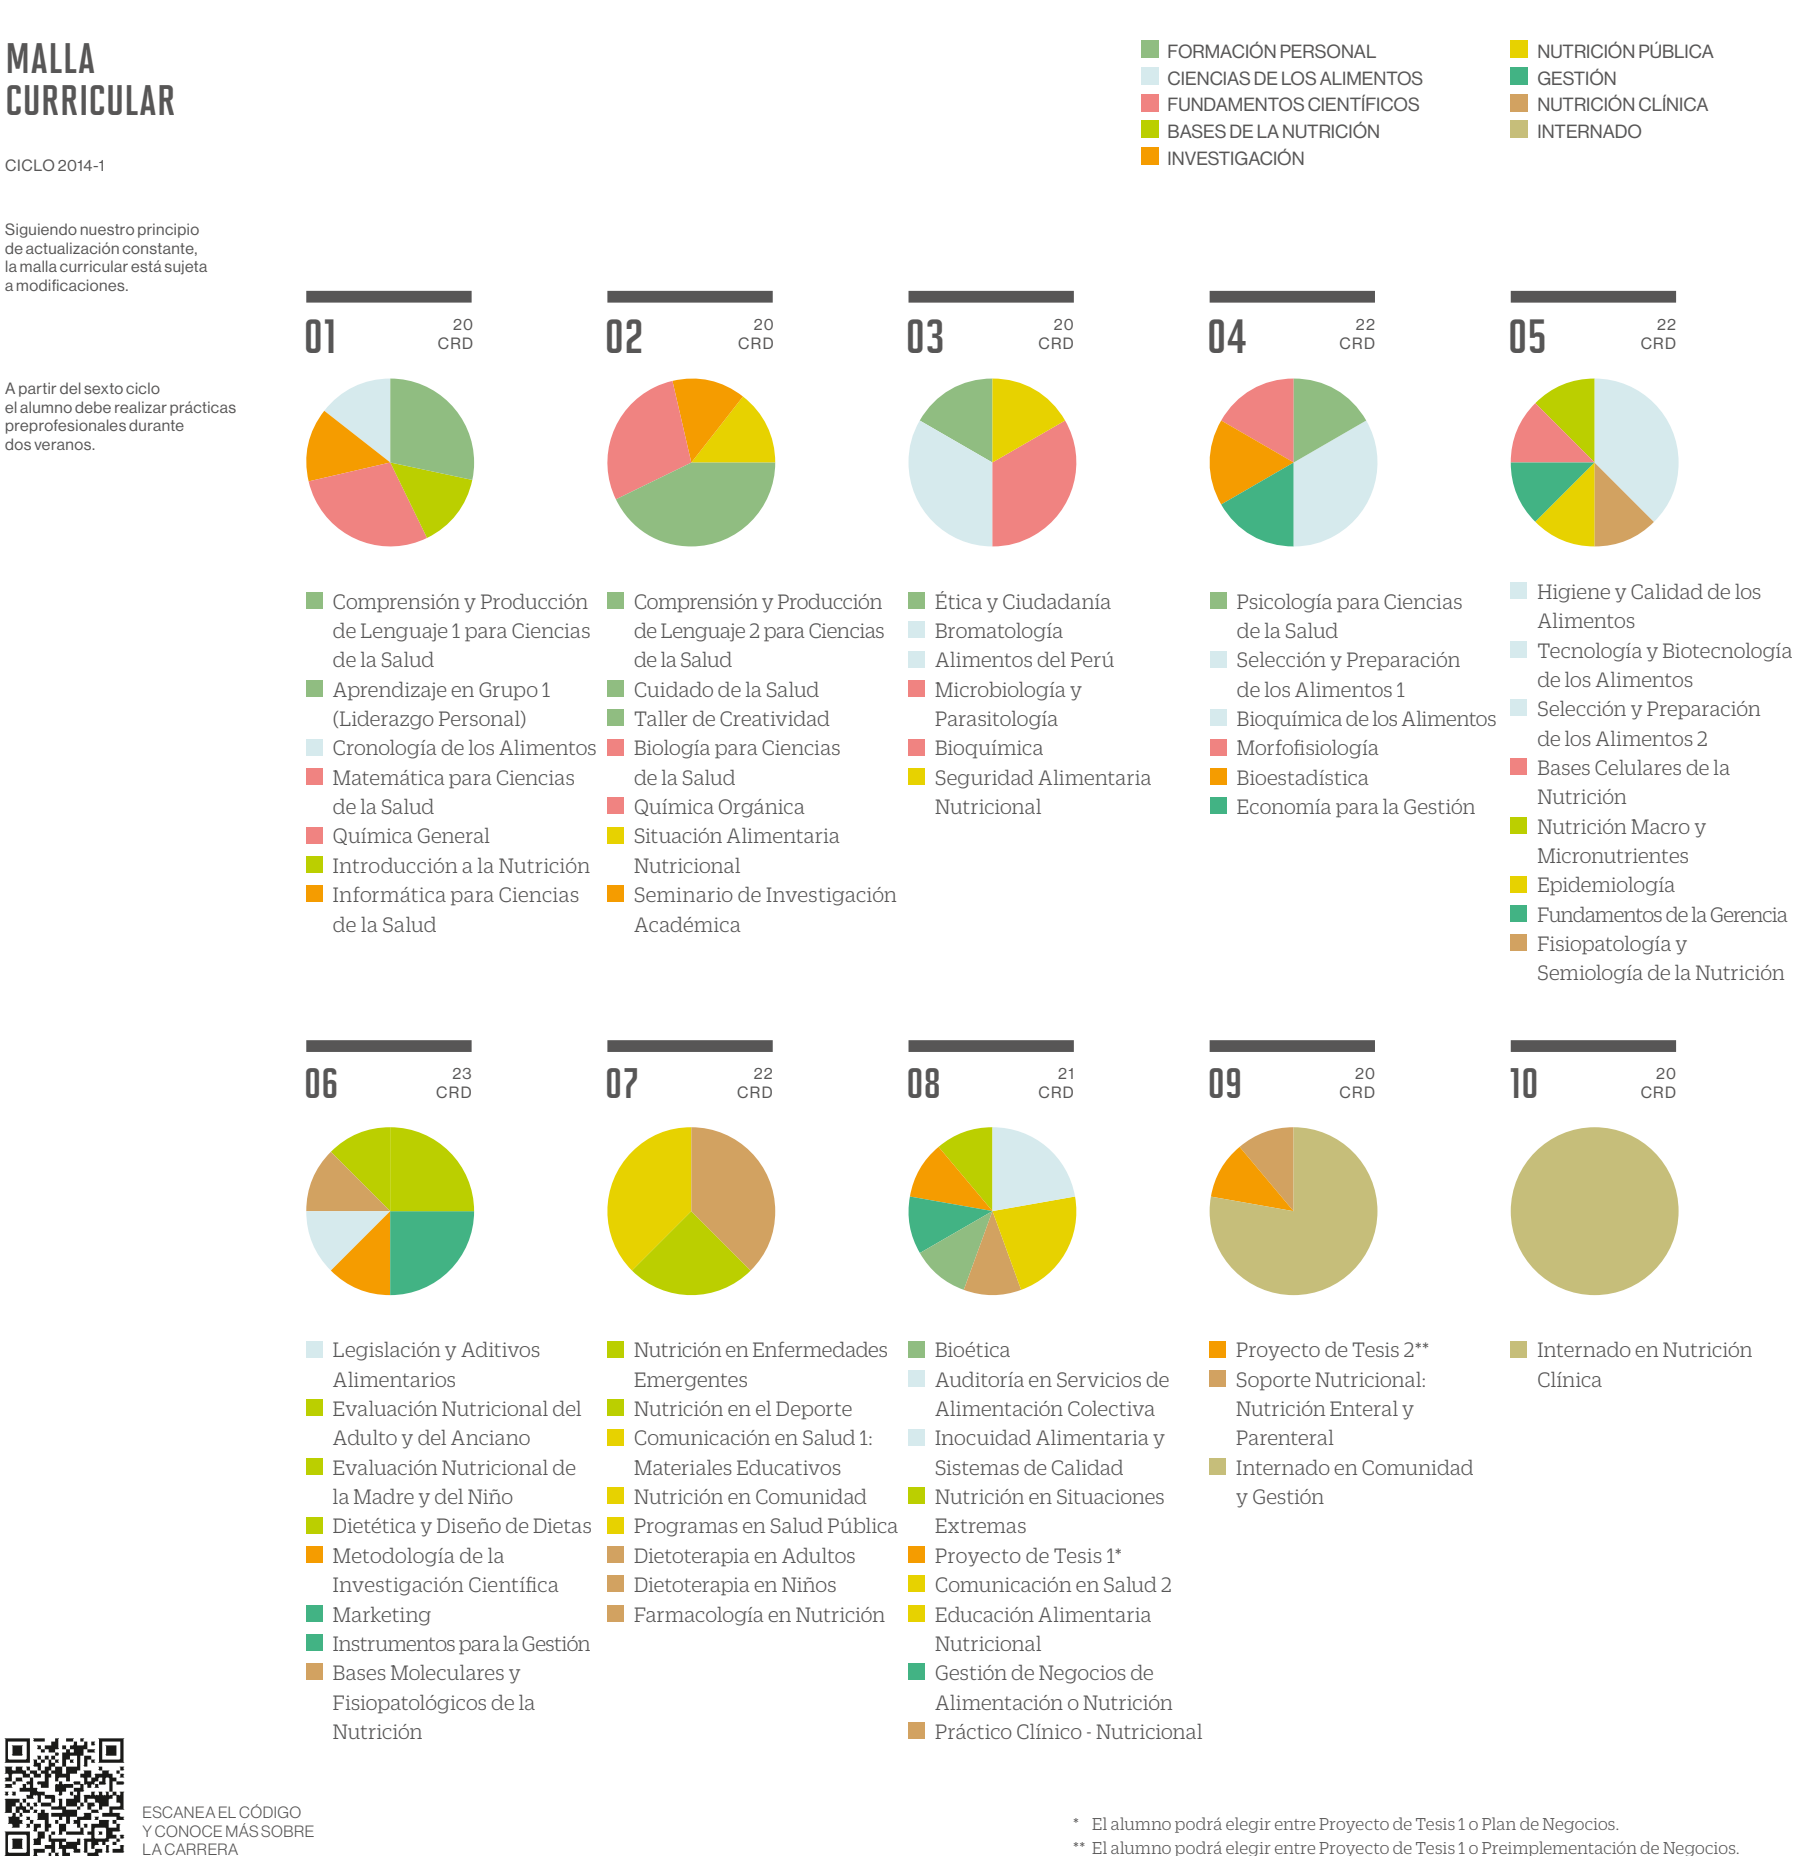 MALLA
CURRICULAR
CICLO 2014-1
Siguiendo nuestro principio
de actualización constante,
la malla curricular está sujeta
a modificaciones.
A partir del sexto ciclo
el alumno debe realizar prácticas
preprofesionales durante
dos veranos.
FORMACIÓN PERSONAL
CIENCIAS DE LOS ALIMENTOS
FUNDAMENTOS CIENTÍFICOS
BASES DE LA NUTRICIÓN
INVESTIGACIÓN
NUTRICIÓN PÚBLICA
GESTIÓN
NUTRICIÓN CLÍNICA
INTERNADO
01
20
CRD
Comprensión y Producción
de Lenguaje 1 para Ciencias
de la Salud
Aprendizaje en Grupo 1
(Liderazgo Personal)
Cronología de los Alimentos
Matemática para Ciencias
de la Salud
Química General
Introducción a la Nutrición
Informática para Ciencias
de la Salud
02
20
CRD
Comprensión y Producción
de Lenguaje 2 para Ciencias
de la Salud
Cuidado de la Salud
Taller de Creatividad
Biología para Ciencias
de la Salud
Química Orgánica
Situación Alimentaria
Nutricional
Seminario de Investigación
Académica
03
20
CRD
Ética y Ciudadanía
Bromatología
Alimentos del Perú
Microbiología y
Parasitología
Bioquímica
Seguridad Alimentaria
Nutricional
04
22
CRD
Psicología para Ciencias
de la Salud
Selección y Preparación
de los Alimentos 1
Bioquímica de los Alimentos
Morfofisiología
Bioestadística
Economía para la Gestión
05
22
CRD
Higiene y Calidad de los
Alimentos
Tecnología y Biotecnología
de los Alimentos
Selección y Preparación
de los Alimentos 2
Bases Celulares de la
Nutrición
Nutrición Macro y
Micronutrientes
Epidemiología
Fundamentos de la Gerencia
Fisiopatología y
Semiología de la Nutrición
06
23
CRD
Legislación y Aditivos
Alimentarios
Evaluación Nutricional del
Adulto y del Anciano
Evaluación Nutricional de
la Madre y del Niño
Dietética y Diseño de Dietas
Metodología de la
Investigación Científica
Marketing
Instrumentos para la Gestión
Bases Moleculares y
Fisiopatológicos de la
Nutrición
07
22
CRD
Nutrición en Enfermedades
Emergentes
Nutrición en el Deporte
Comunicación en Salud 1:
Materiales Educativos
Nutrición en Comunidad
Programas en Salud Pública
Dietoterapia en Adultos
Dietoterapia en Niños
Farmacología en Nutrición
08
21
CRD
Bioética
Auditoría en Servicios de
Alimentación Colectiva
Inocuidad Alimentaria y
Sistemas de Calidad
Nutrición en Situaciones
Extremas
Proyecto de Tesis 1*
Comunicación en Salud 2
Educación Alimentaria
Nutricional
Gestión de Negocios de
Alimentación o Nutrición
Práctico Clínico - Nutricional
09
20
CRD
Proyecto de Tesis 2**
Soporte Nutricional:
Nutrición Enteral y
Parenteral
Internado en Comunidad
y Gestión
10
20
CRD
Internado en Nutrición
Clínica
ESCANEA EL CÓDIGO
Y CONOCE MÁS SOBRE
LA CARRERA
* El alumno podrá elegir entre Proyecto de Tesis 1 o Plan de Negocios.
** El alumno podrá elegir entre Proyecto de Tesis 1 o Preimplementación de Negocios.